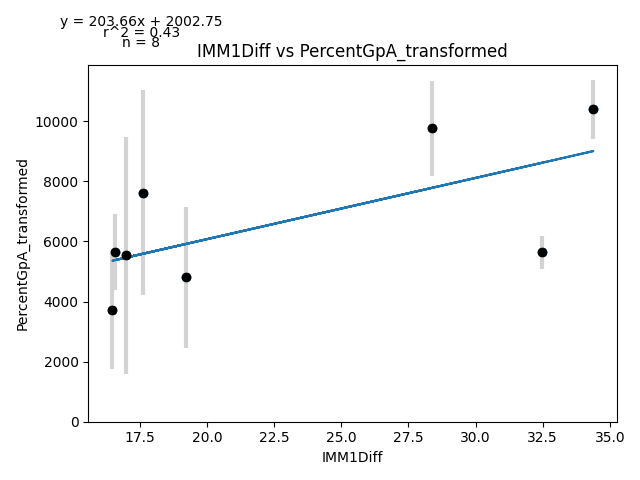 y = 203.66x + 2002.75
r^2 = 0.43
n = 8
IMM1Diff vs PercentGpA_transformed
PercentGpA_transformed
10000
8000
6000
4000
2000
0
17.5 20.0 22.5 25.0 27.5 30.0 32.5 35.0
IMM1Diff